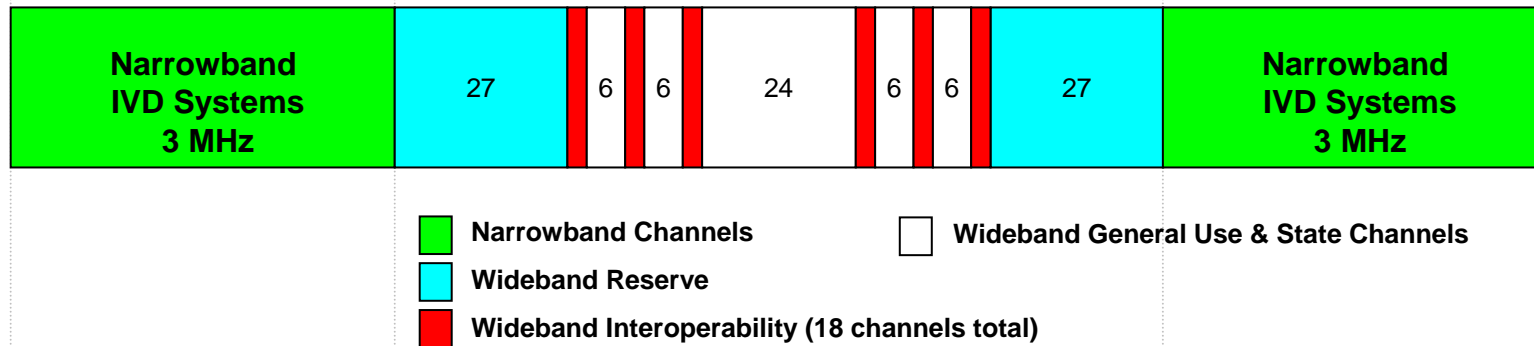 Narrowband
IVD Systems
3 MHz
27
6
6
24
6
6
27
Narrowband
IVD Systems
3 MHz
Narrowband Channels
Wideband General Use & State Channels
Wideband Reserve
Wideband Interoperability (18 channels total)